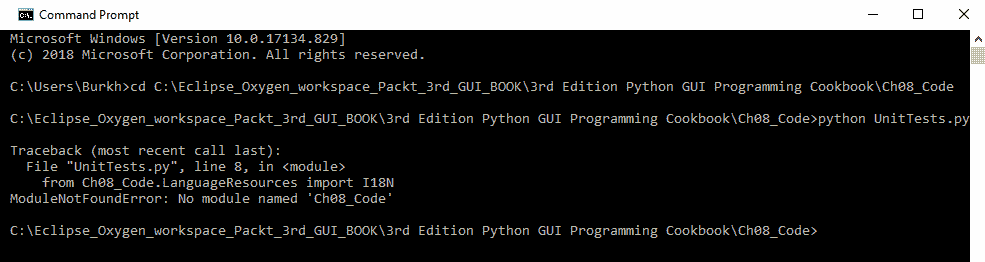 Command Prompt
Microsoft Windows [Version 10.0.17134.829]
(c) 2018 Microsoft Corporation. All rights reserved.
C:\Users\Burkh>cd C:\Eclipse_Oxygen_workspace_Packt_3rd_GUI_BOOK\3rd Edition Python GUI Programming Cookbook\Ch08_Code
C:\Eclipse_Oxygen_workspace_Packt_3rd_GUI_BOOK\3rd Edition Python GUI Programming Cookbook\Ch08_Code>python UnitTests.py
Traceback (most recent call last):
  File "UnitTests.py", line 8, in <module>
    from Ch08_Code.LanguageResources import I18N
ModuleNotFoundError: No module named 'Ch08_Code'
C:\Eclipse_Oxygen_workspace_Packt_3rd_GUI_BOOK\3rd Edition Python GUI Programming Cookbook\Ch08_Code>